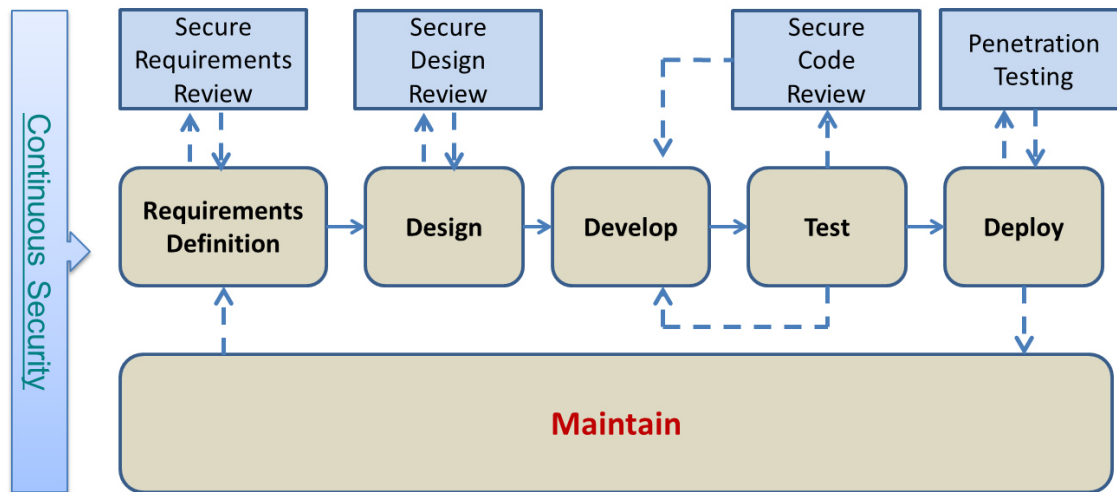 Continuous Security
Secure
Requirements
Review
Secure
Design
Review
Secure
Code
Review
Penetration
Testing
Requirements
Definition
Design
Develop
Test
Deploy
Maintain